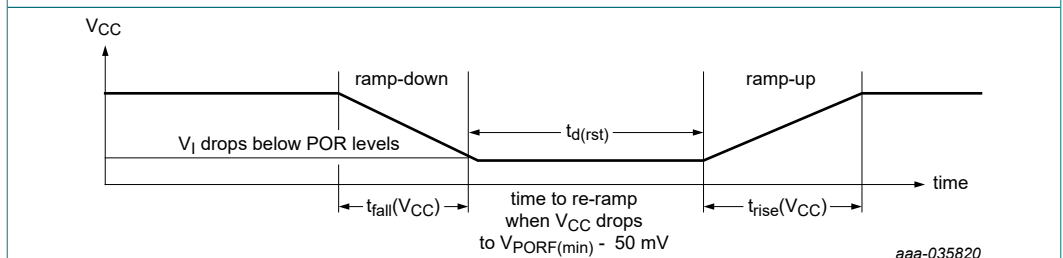 VCC
ramp-down
ramp-up
td(rst)
VI drops below POR levels
time
tfall(VCC)
time to re-ramp
when VCC drops
to VPORF(min) - 50 mV
trise(VCC)
aaa-035820